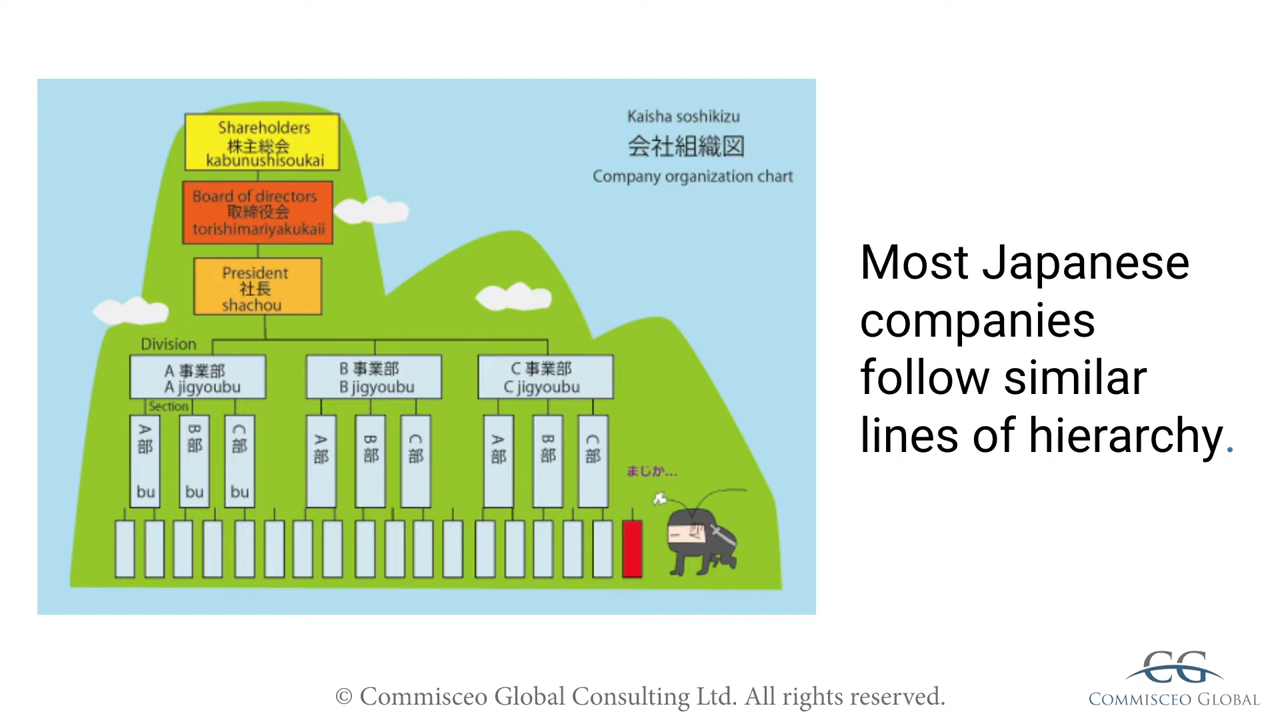 Shareholders
株主総会
kabunushisoukai
Board of directors
取締役会
torishimariyakukaii
President
社長
shachou
Kaisha soshikizu
会社組織図
Company organization chart
Division
A 事業部
A jigyoubu
B 事業部
B jigyoubu
C 事業部
C jigyoubu
Section
A部
bu
B部
bu
C部
bu
A部
B部
C部
A部
B部
C部
まじか...
Most Japanese
companies
follow similar
lines of hierarchy.
© Commisceo Global Consulting Ltd. All rights reserved.
CG
COMMISCEO GLOBAL